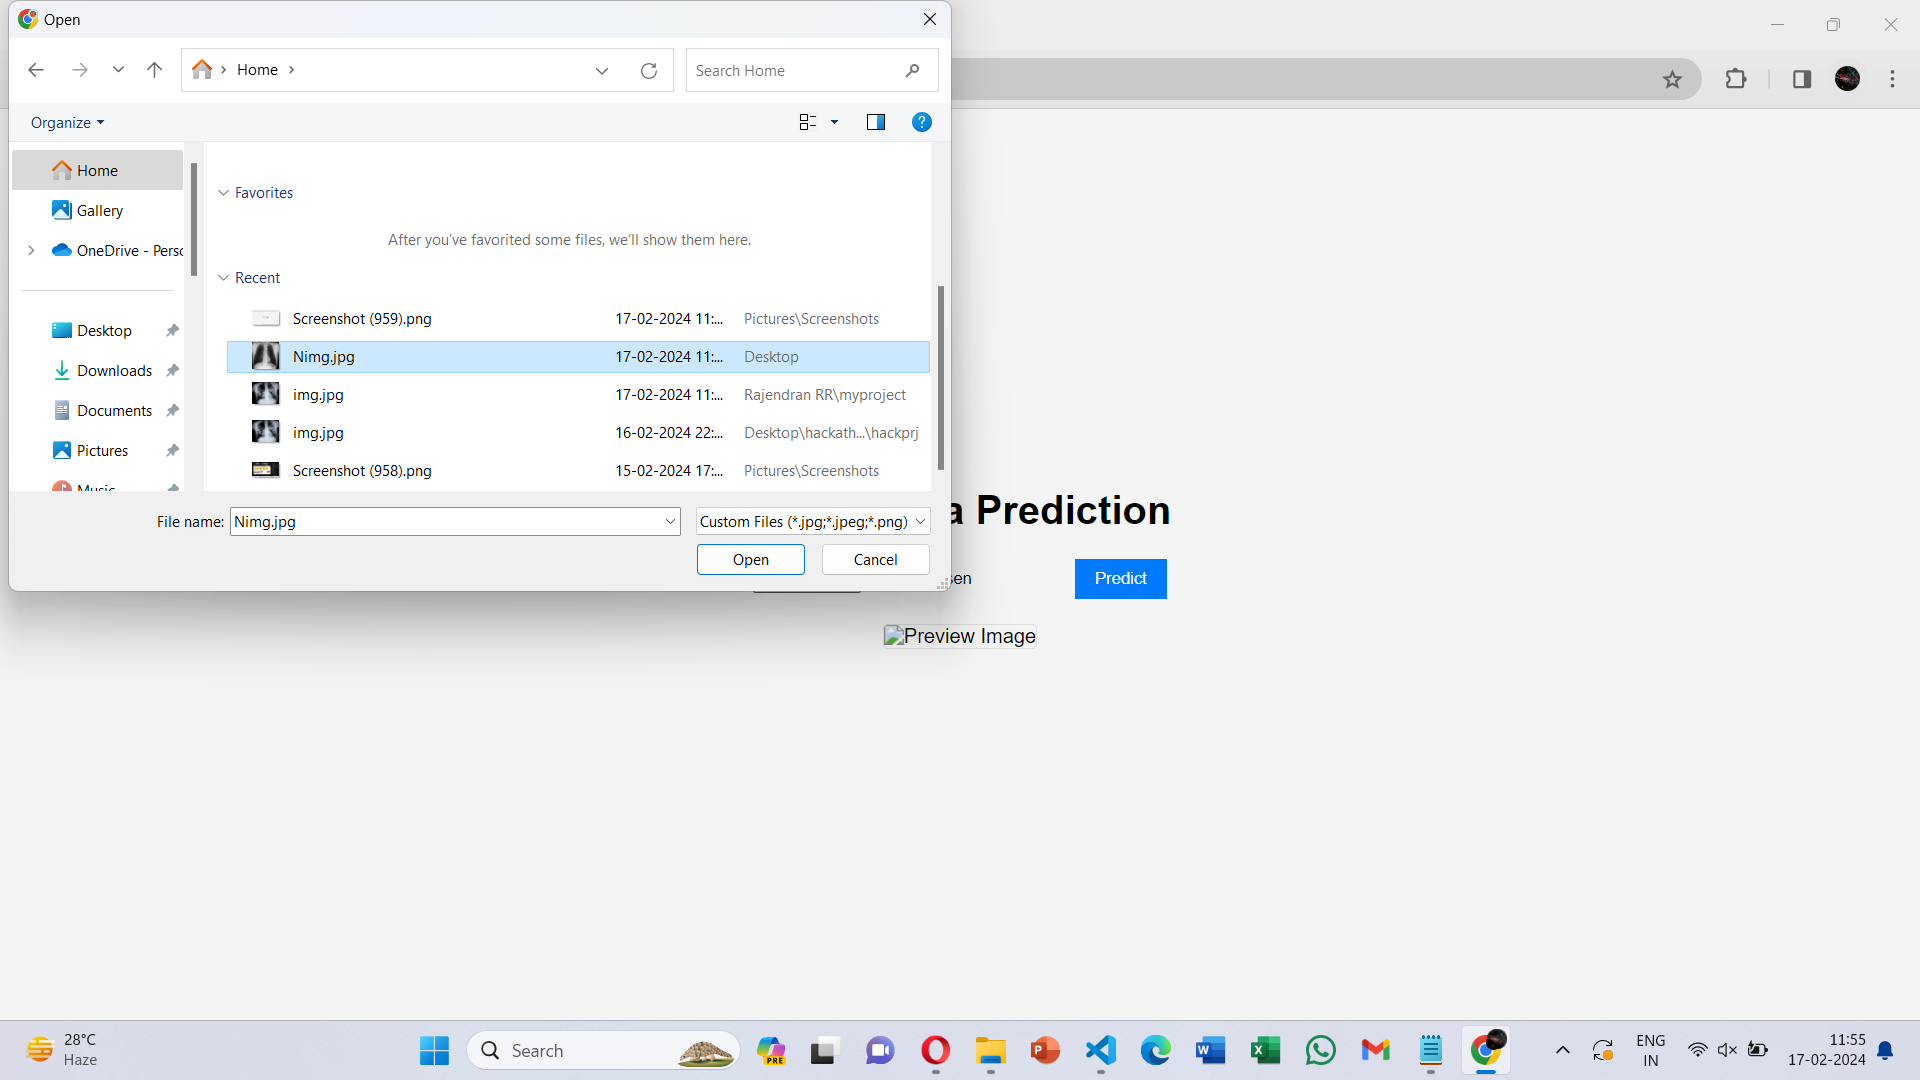 Open
Home
Search Home
Organize
Home
Gallery
OneDrive - Perso
Desktop
Downloads
Documents
Pictures
Music
Favorites
After you've favorited some files, we'll show them here.
Recent
Screenshot (959).png 17-02-2024 11:... Pictures\Screenshots
Nimg.jpg 17-02-2024 11:... Desktop
img.jpg 17-02-2024 11:... Rajendran RR\myproject
img.jpg 16-02-2024 22:... Desktop\hackath...\hackprj
Screenshot (958).png 15-02-2024 17:... Pictures\Screenshots
File name: Nimg.jpg Custom Files (*.jpg;*.jpeg;*.png)
Open Cancel
a Prediction
sen Predict
Preview Image
28°C
Haze
Search
PRE
ENG
IN
11:55
17-02-2024